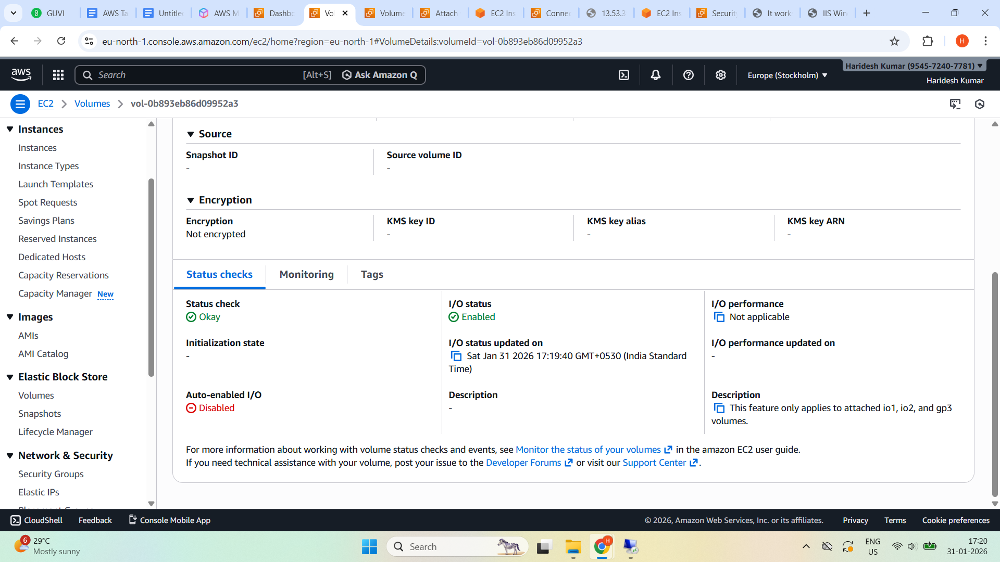 GUVI
AWS Ta
Untitle
AWS M
Dashbo
Vo
Volume
Attach
EC2 Ins
Connec
13.53.3
EC2 Ins
Securit
It work
IIS Win
eu-north-1.console.aws.amazon.com/ec2/home?region=eu-north-1#VolumeDetails:volumeId=vol-0b893eb86d09952a3
H
aws
Search
[Alt+S]
Ask Amazon Q
Europe (Stockholm)
Haridesh Kumar (9545-7240-7781)
Haridesh Kumar
EC2
Volumes
vol-0b893eb86d09952a3
Instances
Instances
Instance Types
Launch Templates
Spot Requests
Savings Plans
Reserved Instances
Dedicated Hosts
Capacity Reservations
Capacity Manager New
Images
AMIs
AMI Catalog
Elastic Block Store
Volumes
Snapshots
Lifecycle Manager
Network & Security
Security Groups
Elastic IPs
Source
Snapshot ID
-
Source volume ID
-
Encryption
Encryption
Not encrypted
KMS key ID
-
KMS key alias
-
KMS key ARN
-
Status checks
Monitoring
Tags
Status check
Okay
I/O status
Enabled
I/O performance
Not applicable
Initialization state
-
I/O status updated on
Sat Jan 31 2026 17:19:40 GMT+0530 (India Standard
Time)
I/O performance updated on
-
Auto-enabled I/O
Disabled
Description
-
Description
This feature only applies to attached io1, io2, and gp3
volumes.
For more information about working with volume status checks and events, see Monitor the status of your volumes in the amazon EC2 user guide.
If you need technical assistance with your volume, post your issue to the Developer Forums or visit our Support Center.
CloudShell
Feedback
Console Mobile App
© 2026, Amazon Web Services, Inc. or its affiliates.
Privacy
Terms
Cookie preferences
6
29°C
Mostly sunny
Search
H
ENG
US
17:20
31-01-2026